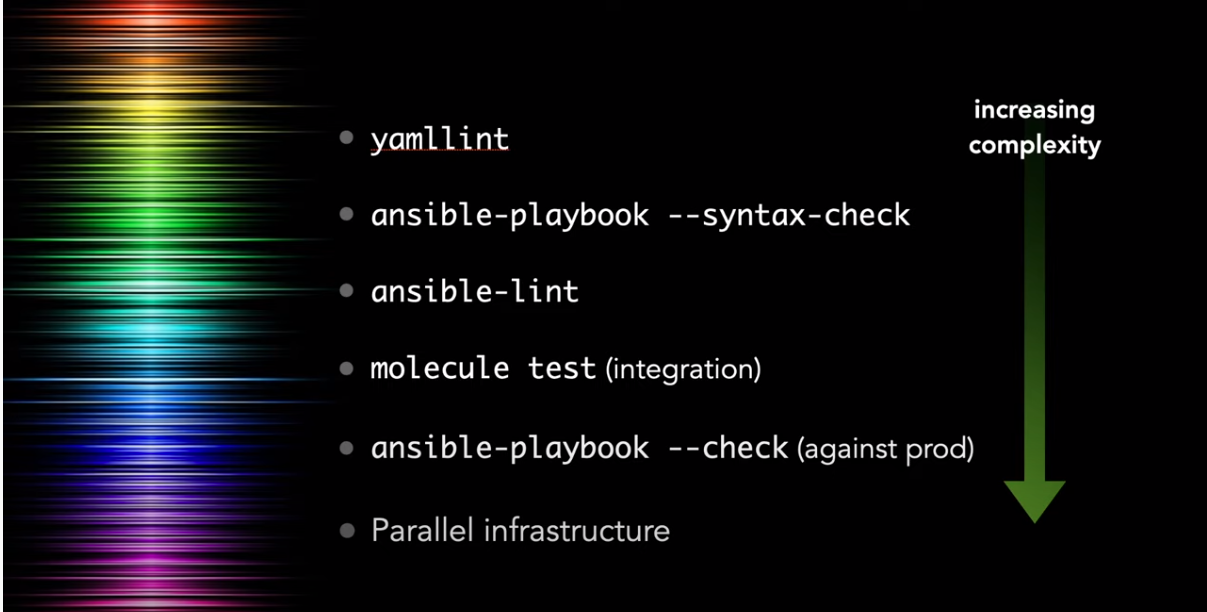 increasing
complexity
• yamllint
• ansible-playbook --syntax-check
• ansible-lint
• molecule test (integration)
• ansible-playbook --check (against prod)
• Parallel infrastructure